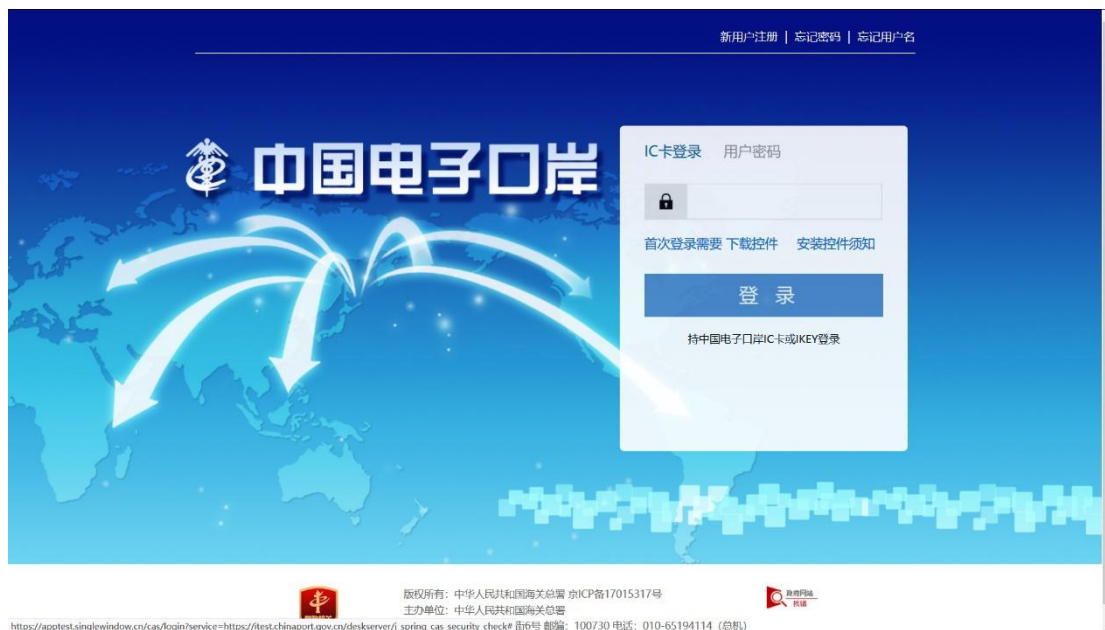 新用户注册 | 忘记密码 | 忘记用户名
中国电子口岸
IC卡登录 用户密码
首次登录需要 下载控件 安装控件须知
登 录
持中国电子口岸IC卡或IKEY登录
版权所有：中华人民共和国海关总署 京ICP备17015317号
主办单位：中华人民共和国海关总署
政府网站
找错
https://apptest.singlewindow.cn/cas/login?service=https://itest.chinaport.gov.cn/deskserver/j_spring_cas_security_check# 街6号 邮编：100730 电话：010-65194114（总机）